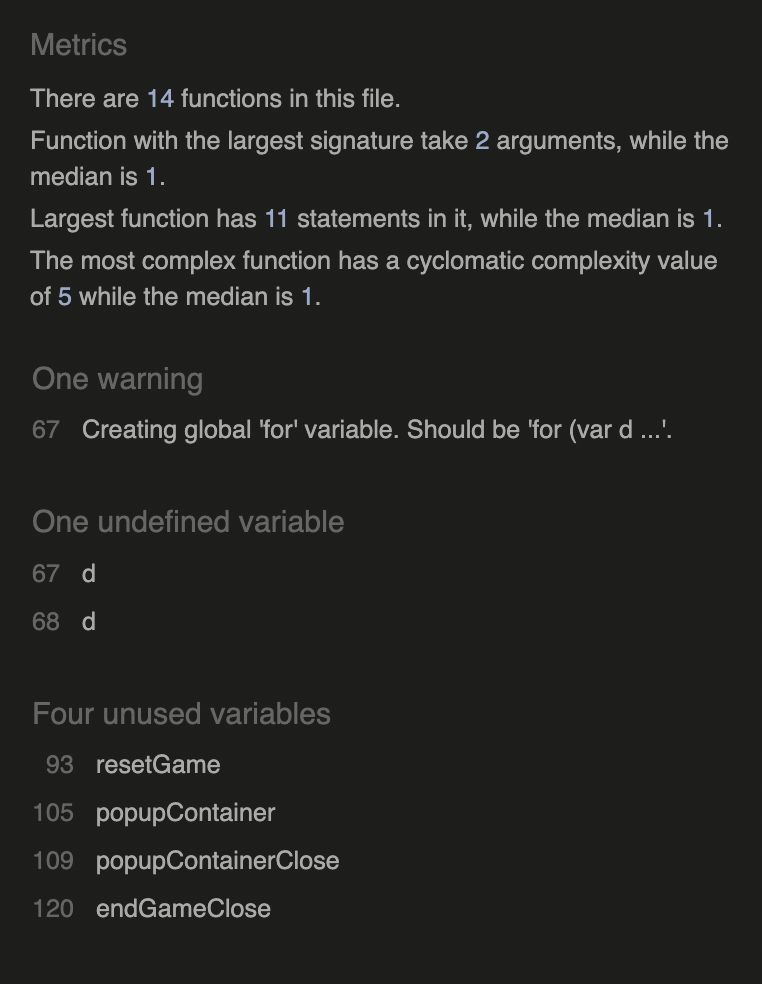 Metrics
There are 14 functions in this file.
Function with the largest signature take 2 arguments, while the
median is 1.
Largest function has 11 statements in it, while the median is 1.
The most complex function has a cyclomatic complexity value
of 5 while the median is 1.
One warning
67 Creating global 'for' variable. Should be 'for (var d ...'.
One undefined variable
67 d
68 d
Four unused variables
93 resetGame
105 popupContainer
109 popupContainerClose
120 endGameClose